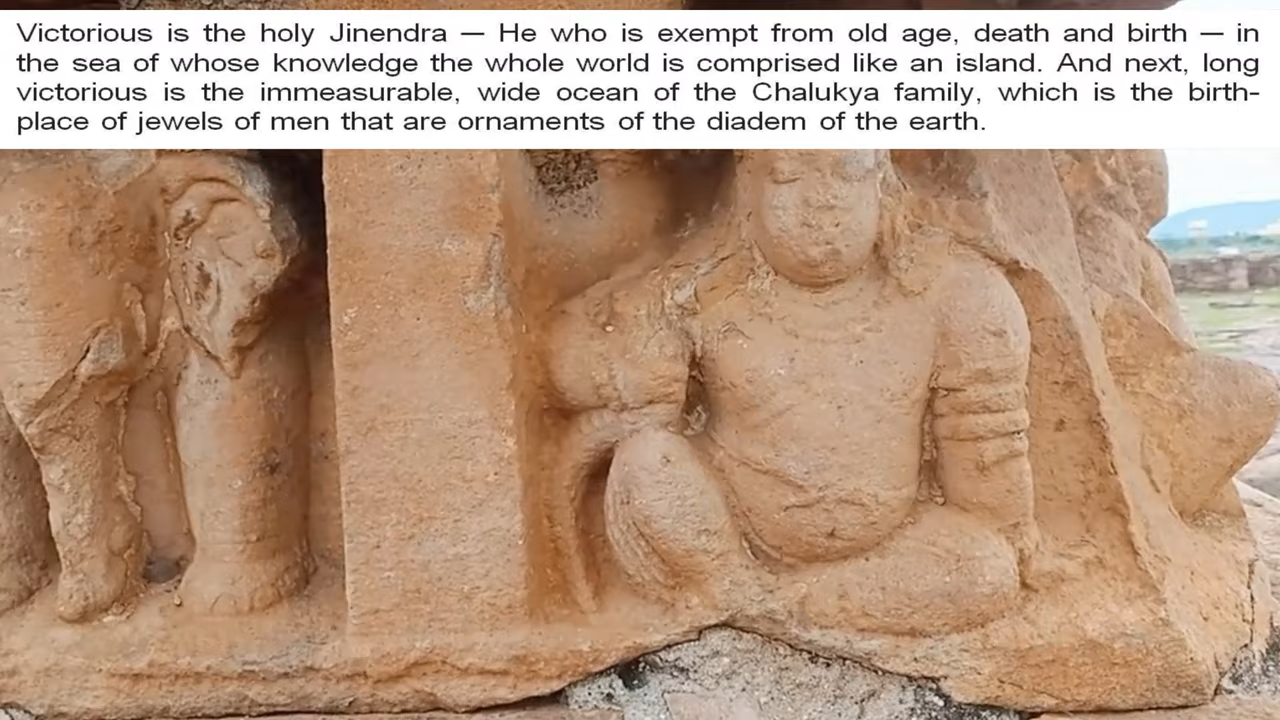 Victorious is the holy Jinendra — He who is exempt from old age, death and birth — in
the sea of whose knowledge the whole world is comprised like an island. And next, long
victorious is the immeasurable, wide ocean of the Chalukya family, which is the birth-
place of jewels of men that are ornaments of the diadem of the earth.